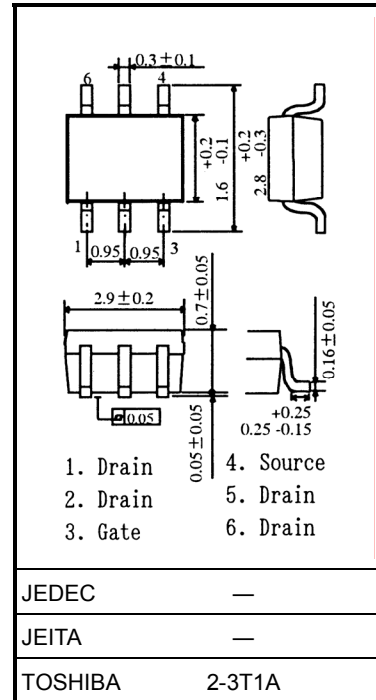 0.3±0.1
6 4
+0.2
1.6 -0.1
+0.2
2.8 -0.3
1 0.95 0.95 3
2.9±0.2
0.7±0.05
0.16±0.05
0.05
0.05±0.05
+0.25
0.25 -0.15
1. Drain 4. Source
2. Drain 5. Drain
3. Gate 6. Drain
JEDEC —
JEITA —
TOSHIBA 2-3T1A